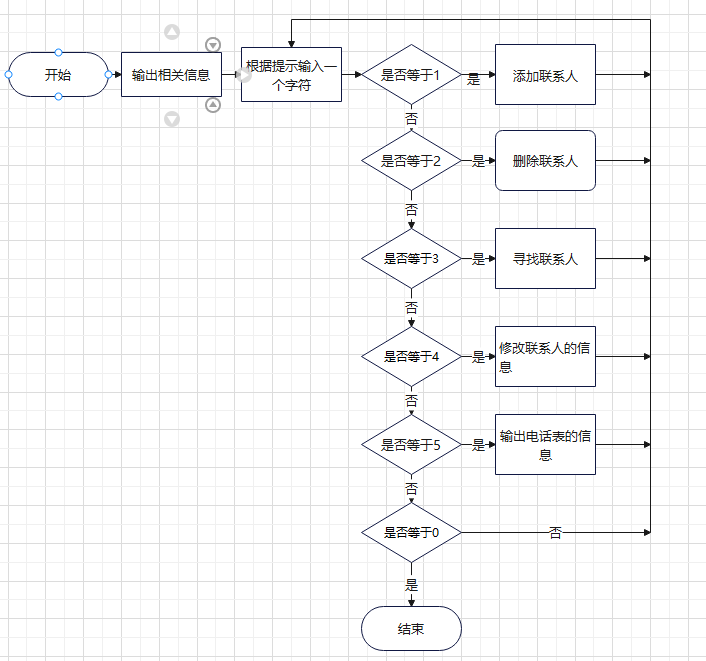 开始
输出相关信息
根据提示输入一
个字符
是否等于1
是
添加联系人
否
是否等于2
是
删除联系人
否
是否等于3
是
寻找联系人
否
是否等于4
是
修改联系人的信
息
否
是否等于5
是
输出电话表的信
息
否
是否等于0
否
是
结束